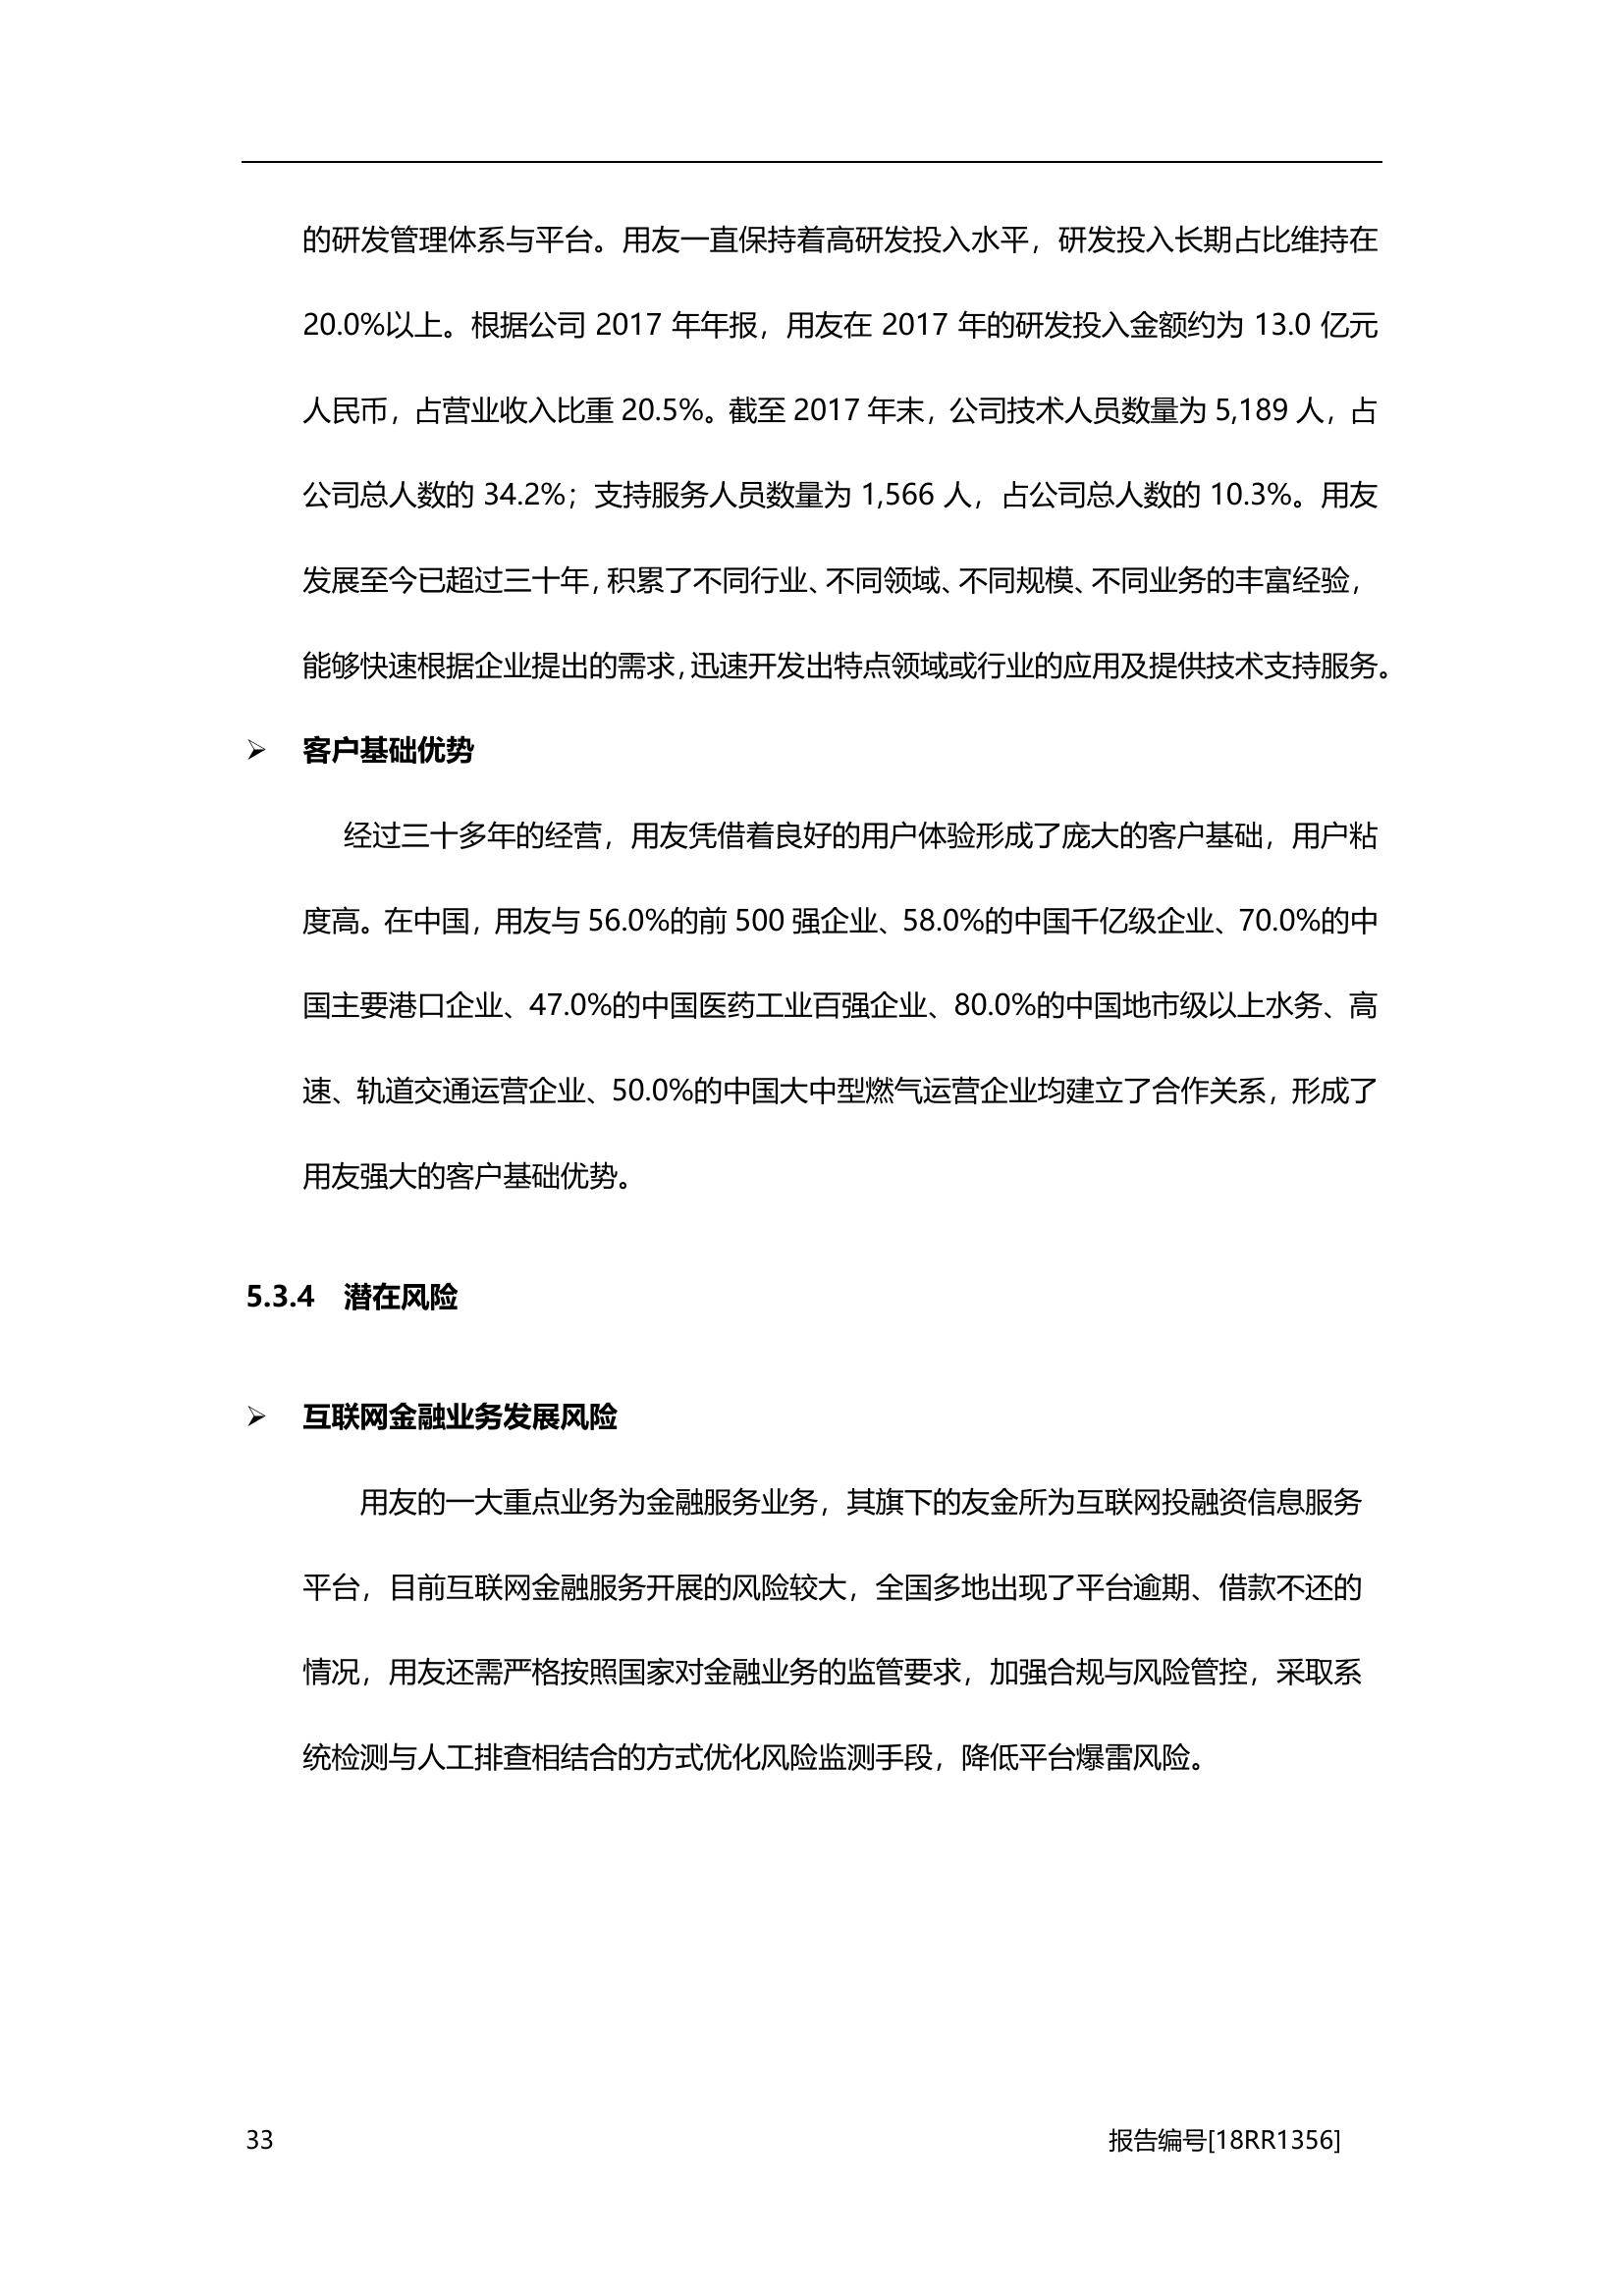 的研发管理体系与平台。用友一直保持着高研发投入水平，研发投入长期占比维持在
20.0%以上。根据公司 2017 年年报，用友在 2017 年的研发投入金额约为 13.0 亿元
人民币，占营业收入比重 20.5%。截至 2017 年末，公司技术人员数量为 5,189 人，占
公司总人数的 34.2%；支持服务人员数量为 1,566 人，占公司总人数的 10.3%。用友
发展至今已超过三十年，积累了不同行业、不同领域、不同规模、不同业务的丰富经验，
能够快速根据企业提出的需求，迅速开发出特点领域或行业的应用及提供技术支持服务。
➢ 客户基础优势
经过三十多年的经营，用友凭借着良好的用户体验形成了庞大的客户基础，用户粘
度高。在中国，用友与 56.0%的前 500 强企业、58.0%的中国千亿级企业、70.0%的中
国主要港口企业、47.0%的中国医药工业百强企业、80.0%的中国地市级以上水务、高
速、轨道交通运营企业、50.0%的中国大中型燃气运营企业均建立了合作关系，形成了
用友强大的客户基础优势。
5.3.4 潜在风险
➢ 互联网金融业务发展风险
用友的一大重点业务为金融服务业务，其旗下的友金所为互联网投融资信息服务
平台，目前互联网金融服务开展的风险较大，全国多地出现了平台逾期、借款不还的
情况，用友还需严格按照国家对金融业务的监管要求，加强合规与风险管控，采取系
统检测与人工排查相结合的方式优化风险监测手段，降低平台爆雷风险。
33 报告编号[18RR1356]